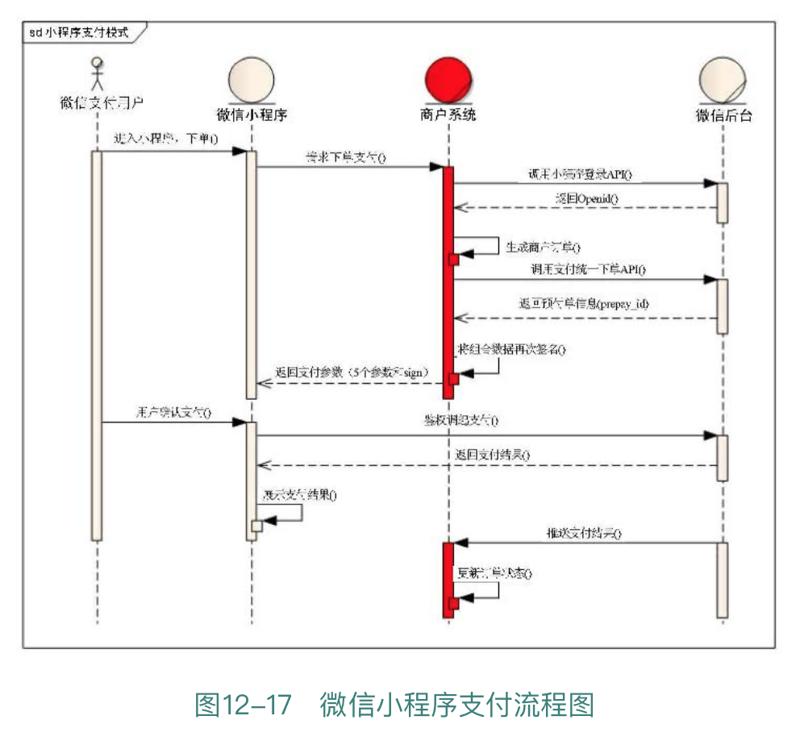 sd 小程序支付模式
微信支付用户
微信小程序
商户系统
微信后台
进入小程序，下单()
请求下单支付()
调用小程序登录API()
返回Openid()
生成商户订单()
调用支付统一下单API()
返回预付单信息(prepay_id)
将组合数据再次签名()
返回支付参数（5个参数和sign）
用户确认支付()
鉴权调起支付()
返回支付结果()
展示支付结果()
推送支付结果()
更新订单状态()
图12-17 微信小程序支付流程图